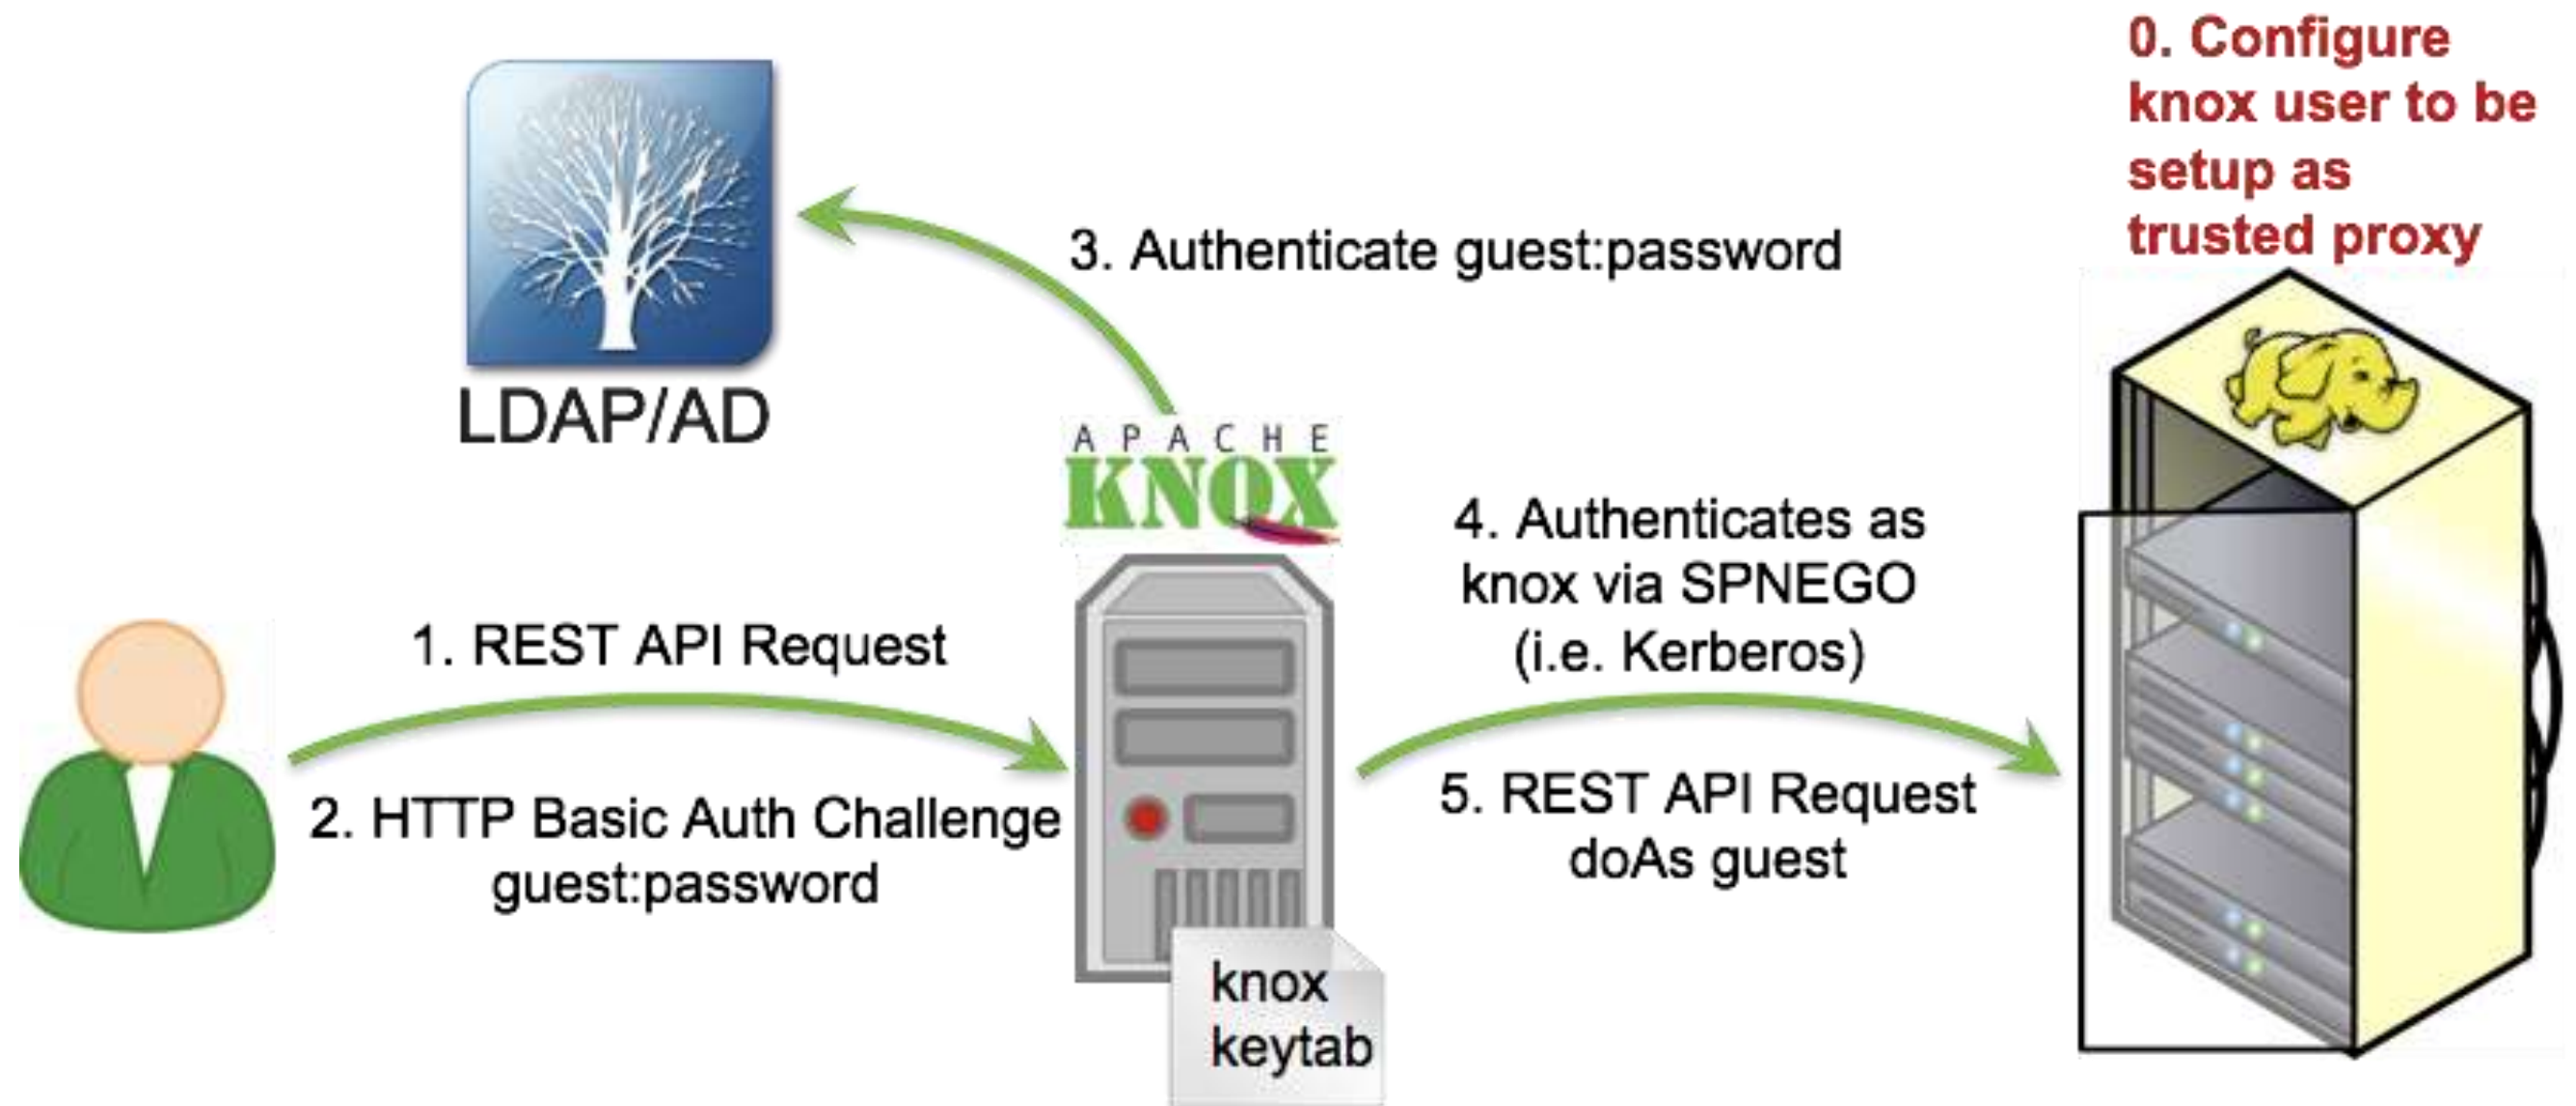 0. Configure
knox user to be
setup as
trusted proxy
3. Authenticate guest:password
LDAP/AD
APACHE
KNOX
4. Authenticates as
knox via SPNEGO
(i.e. Kerberos)
1. REST API Request
2. HTTP Basic Auth Challenge
guest:password
5. REST API Request
doAs guest
knox
keytab